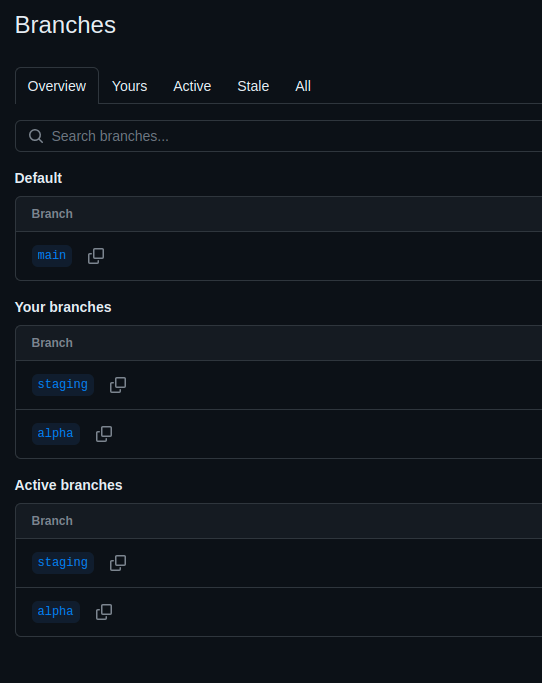 Branches
Overview Yours Active Stale All
Search branches...
Default
Branch
main
Your branches
Branch
staging
alpha
Active branches
Branch
staging
alpha